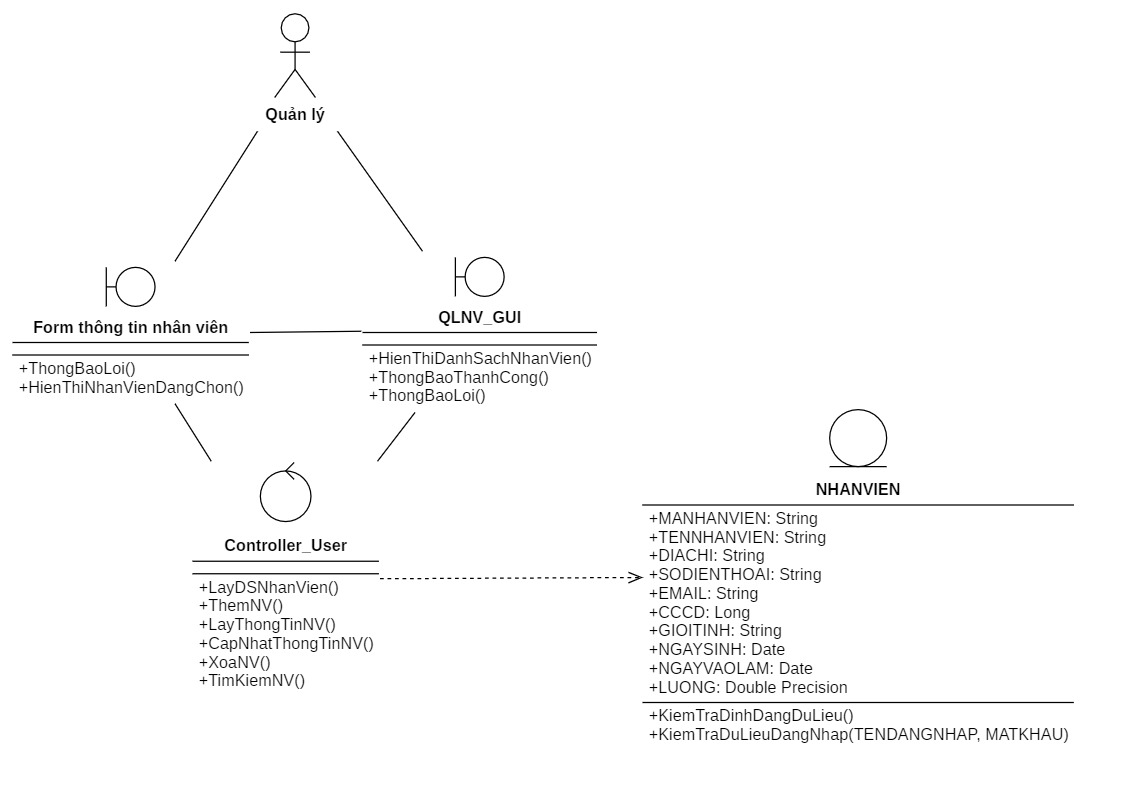 Quản lý
Form thông tin nhân viên
+ThongBaoLoi()
+HienThiNhanVienDangChon()
QLNV_GUI
+HienThiDanhSachNhanVien()
+ThongBaoThanhCong()
+ThongBaoLoi()
Controller_User
+LayDSNhanVien()
+ThemNV()
+LayThongTinNV()
+CapNhatThongTinNV()
+XoaNV()
+TimKiemNV()
NHANVIEN
+MANHANVIEN: String
+TENNHANVIEN: String
+DIACHI: String
+SODIENTHOAI: String
+EMAIL: String
+CCCD: Long
+GIOITINH: String
+NGAYSINH: Date
+NGAYVAOLAM: Date
+LUONG: Double Precision
+KiemTraDinhDangDuLieu()
+KiemTraDuLieuDangNhap(TENDANGNHAP, MATKHAU)